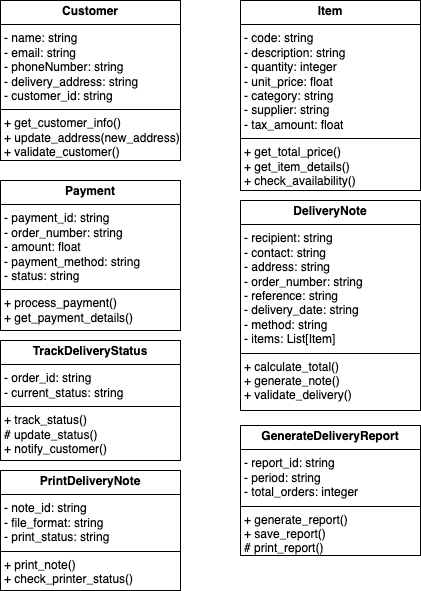 Customer
- name: string
- email: string
- phoneNumber: string
- delivery_address: string
- customer_id: string
+ get_customer_info()
+ update_address(new_address)
+ validate_customer()
Payment
- payment_id: string
- order_number: string
- amount: float
- payment_method: string
- status: string
+ process_payment()
+ get_payment_details()
TrackDeliveryStatus
- order_id: string
- current_status: string
+ track_status()
# update_status()
+ notify_customer()
PrintDeliveryNote
- note_id: string
- file_format: string
- print_status: string
+ print_note()
+ check_printer_status()
Item
- code: string
- description: string
- quantity: integer
- unit_price: float
- category: string
- supplier: string
- tax_amount: float
+ get_total_price()
+ get_item_details()
+ check_availability()
DeliveryNote
- recipient: string
- contact: string
- address: string
- order_number: string
- reference: string
- delivery_date: string
- method: string
- items: List[Item]
+ calculate_total()
+ generate_note()
+ validate_delivery()
GenerateDeliveryReport
- report_id: string
- period: string
- total_orders: integer
+ generate_report()
+ save_report()
# print_report()